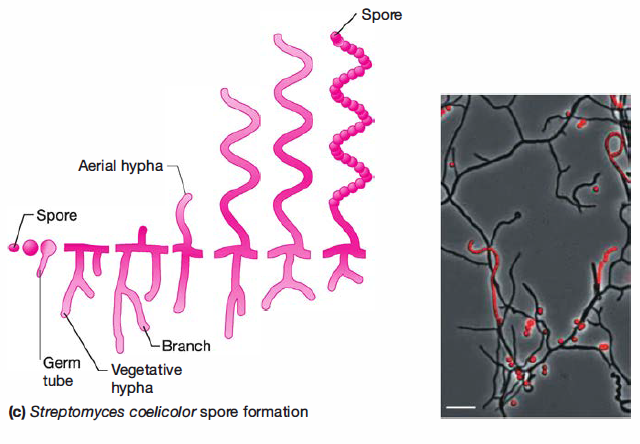 Spore
Aerial hypha
Spore
Branch
Germ
tube
Vegetative
hypha
(c) Streptomyces coelicolor spore formation